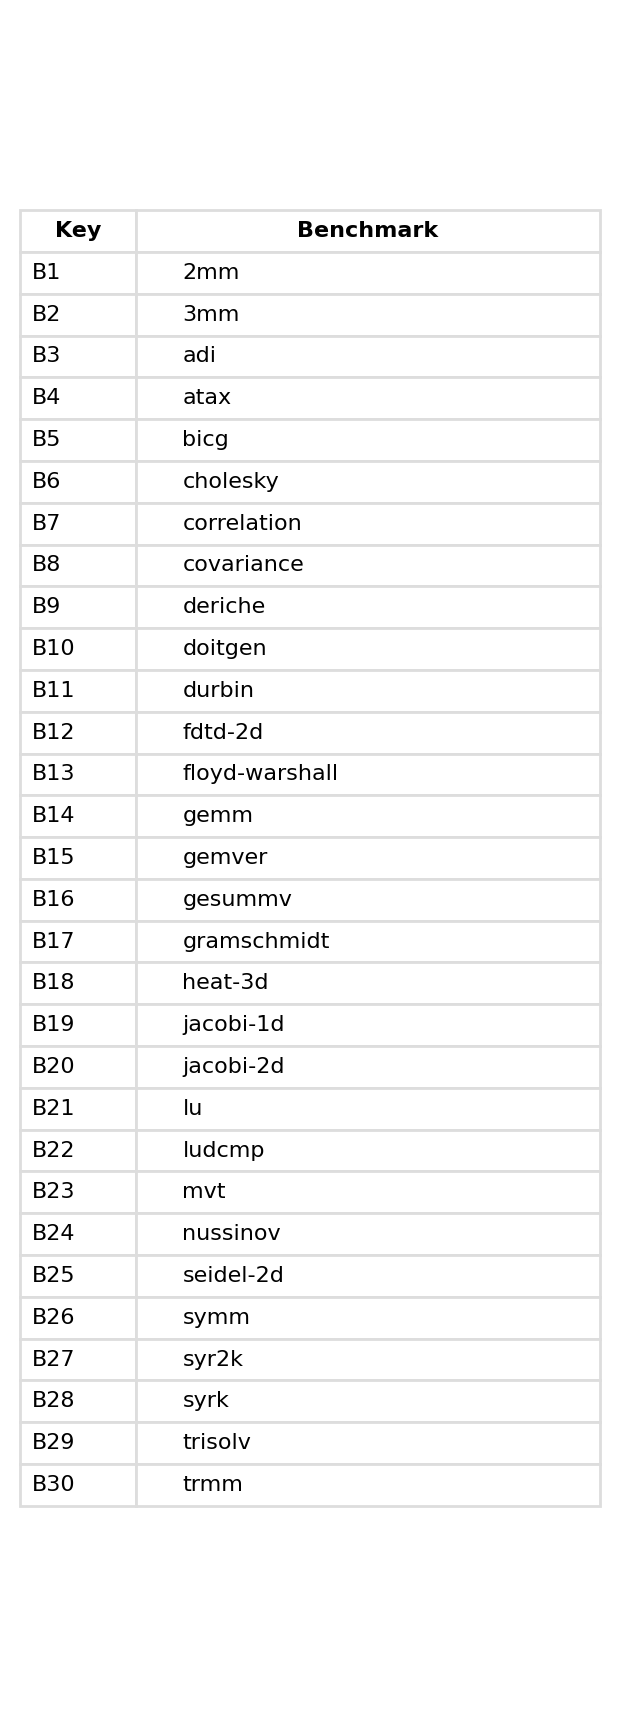 Key Benchmark
B1 2mm
B2 3mm
B3 adi
B4 atax
B5 bicg
B6 cholesky
B7 correlation
B8 covariance
B9 deriche
B10 doitgen
B11 durbin
B12 fdtd-2d
B13 floyd-warshall
B14 gemm
B15 gemver
B16 gesummv
B17 gramschmidt
B18 heat-3d
B19 jacobi-1d
B20 jacobi-2d
B21 lu
B22 ludcmp
B23 mvt
B24 nussinov
B25 seidel-2d
B26 symm
B27 syr2k
B28 syrk
B29 trisolv
B30 trmm